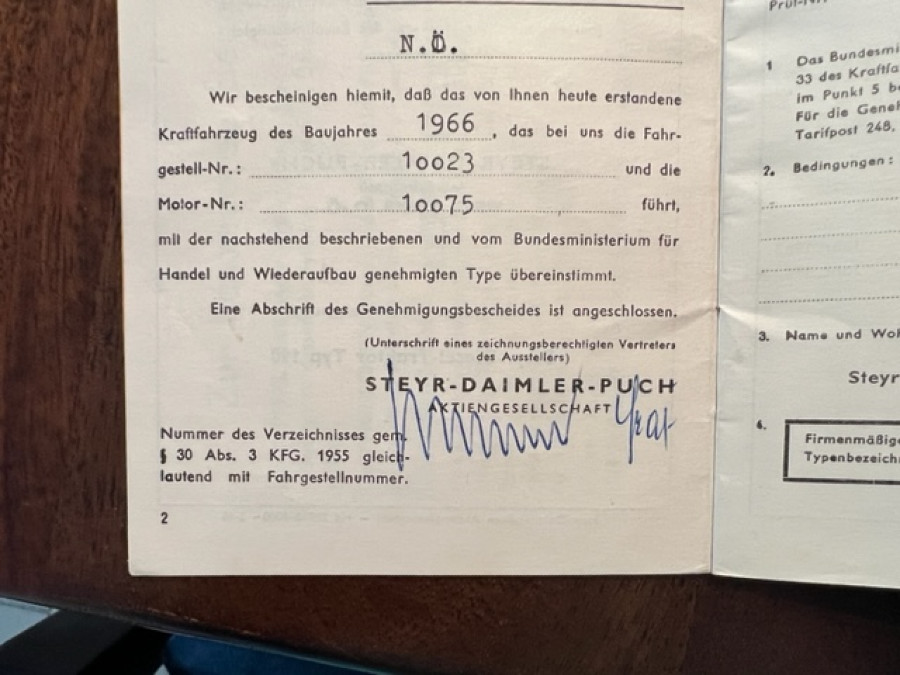 N.Ö.
Wir bescheinigen hiemit, daß das von Ihnen heute erstandene
Kraftfahrzeug des Baujahres 1966, das bei uns die Fahr-
gestell-Nr.: 10023 und die
Motor-Nr.: 10075 führt,
mit der nachstehend beschriebenen und vom Bundesministerium für
Handel und Wiederaufbau genehmigten Type übereinstimmt.
Eine Abschrift des Genehmigungsbescheides ist angeschlossen.
(Unterschrift eines zeichnungsberechtigten Vertreters
des Ausstellers)
STEYR-DAIMLER-PUCH
AKTIENGESELLSCHAFT
Nummer des Verzeichnisses gem.
§ 30 Abs. 3 KFG. 1955 gleich-
lautend mit Fahrgestellnummer.
2
1 Das Bundesmi
33 des Kraftfa
im Punkt 5 be
Für die Geneh
Tarifpost 248,
2. Bedingungen:
3. Name und Woh
Steyr
Firmenmäßige
Typenbezeich